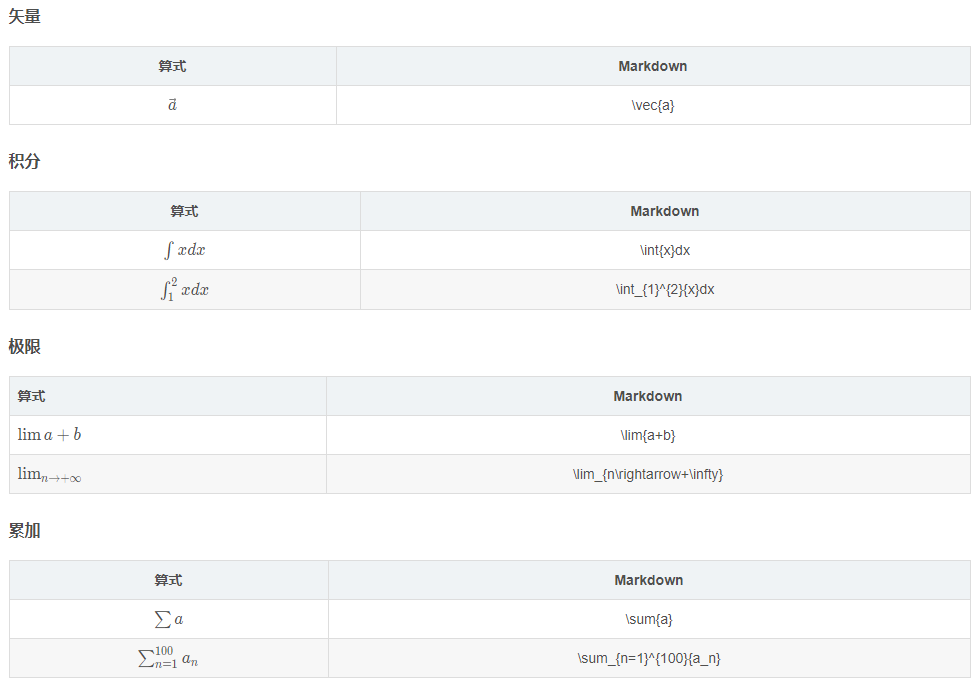 矢量
算式 Markdown
$\vec{a}$ \vec{a}
积分
算式 Markdown
$\int xdx$ \int{x}dx
$\int_{1}^{2} xdx$ \int_{1}^{2}{x}dx
极限
算式 Markdown
$\lim a+b$ \lim{a+b}
$\lim_{n\rightarrow+\infty}$ \lim_{n\rightarrow+\infty}
累加
算式 Markdown
$\sum a$ \sum{a}
$\sum_{n=1}^{100} a_n$ \sum_{n=1}^{100}{a_n}